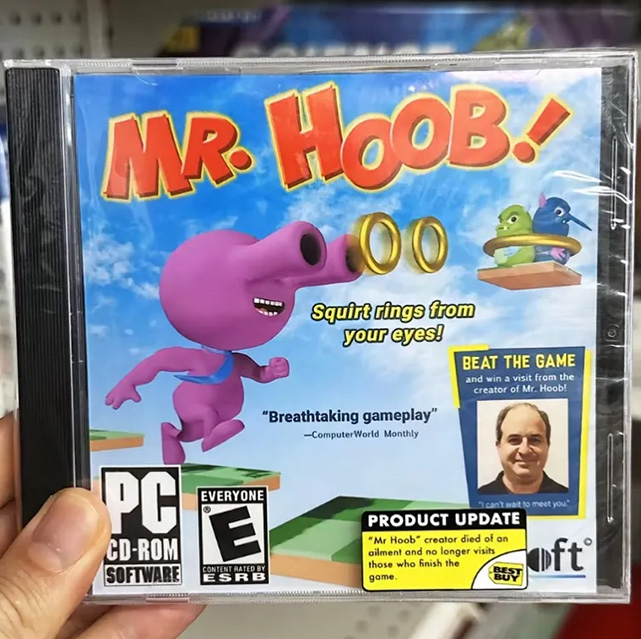 MR. HOOB!
Squirt rings from
your eyes!
BEAT THE GAME
and win a visit from the
creator of Mr. Hoob!
"Breathtaking gameplay"
—ComputerWorld Monthly
"I can't wait to meet you."
PC
CD-ROM
SOFTWARE
EVERYONE
E
CONTENT RATED BY
ESRB
PRODUCT UPDATE
"Mr Hoob" creator died of an
ailment and no longer visits
those who finish the
game.
BEST
BUY
oft